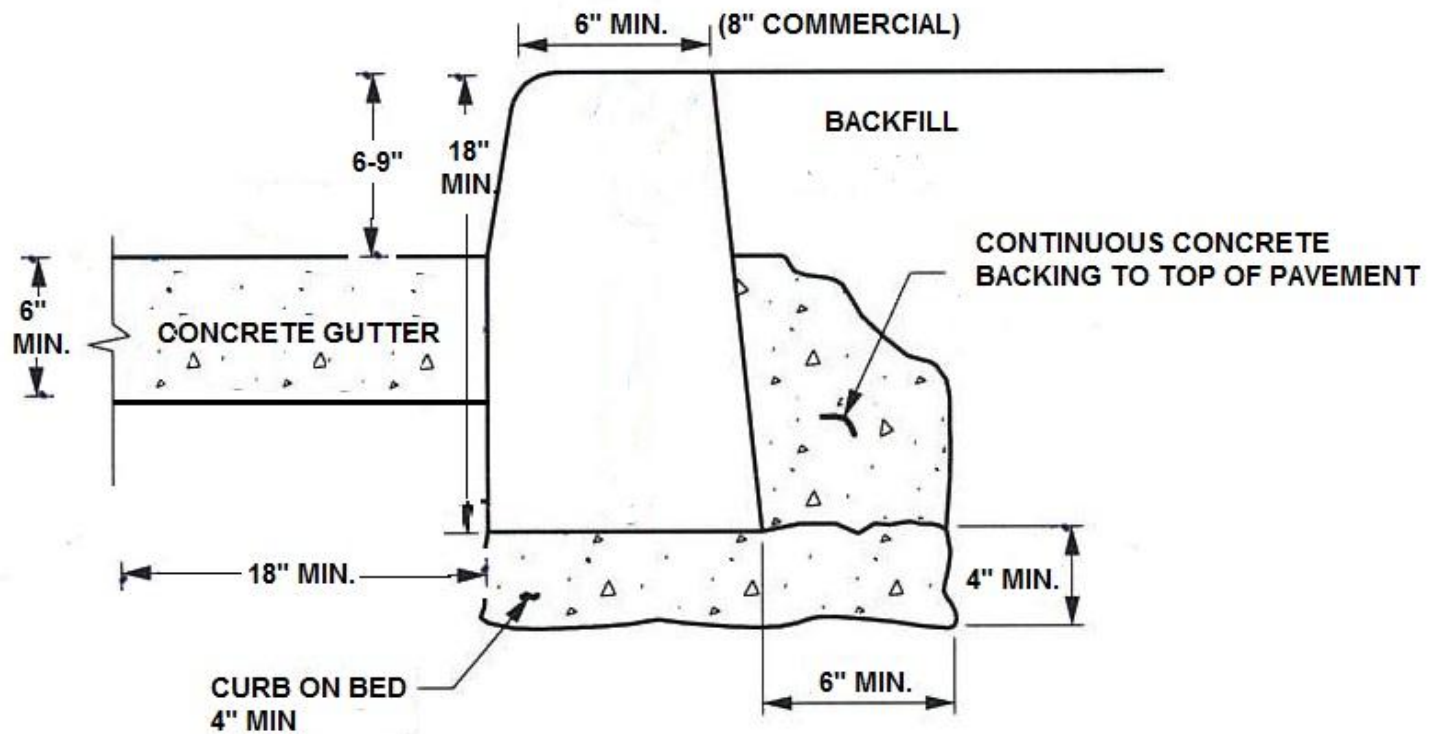 6" MIN. (8" COMMERCIAL)
BACKFILL
6-9"
18"
MIN.
CONTINUOUS CONCRETE
BACKING TO TOP OF PAVEMENT
6"
MIN.
CONCRETE GUTTER
18" MIN.
4" MIN.
CURB ON BED
4" MIN
6" MIN.